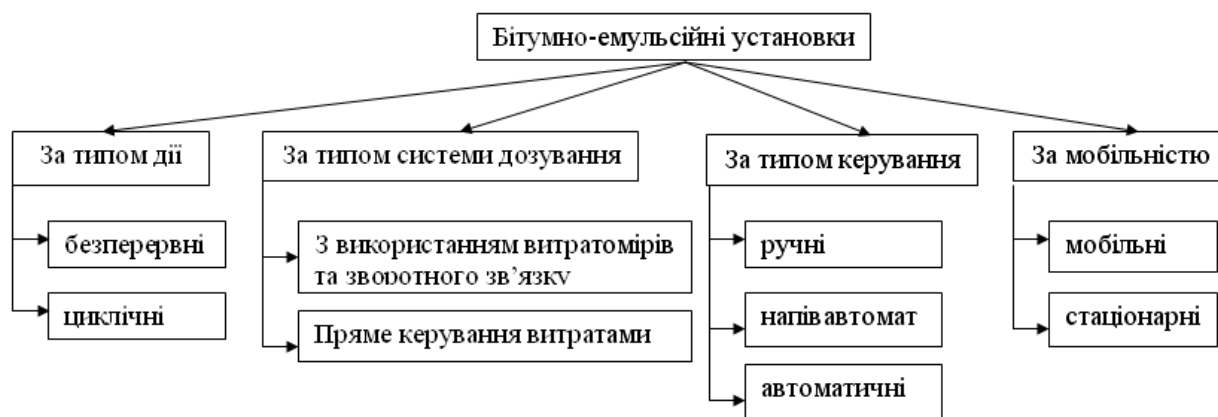 Бітумно-емульсійні установки
За типом дії
безперервні
циклічні
За типом системи дозування
З використанням витратомірів
та зворотного зв’язку
Пряме керування витратами
За типом керування
ручні
напівавтомат
автоматичні
За мобільністю
мобільні
стаціонарні